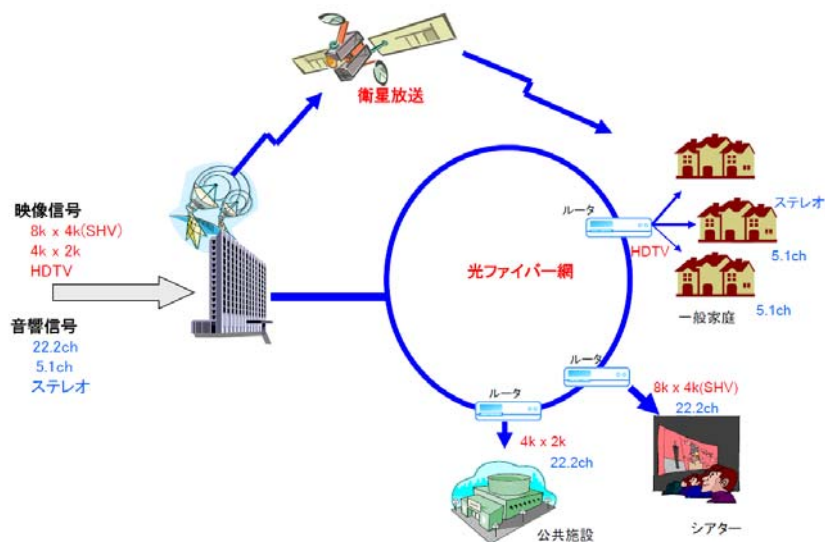 衛星放送
映像信号
8k x 4k(SHV)
4k x 2k
HDTV
音響信号
22.2ch
5.1ch
ステレオ
光ファイバー網
ルータ
HDTV
ステレオ
5.1ch
5.1ch
一般家庭
ルータ
8k x 4k(SHV)
22.2ch
シアター
ルータ
4k x 2k
22.2ch
公共施設